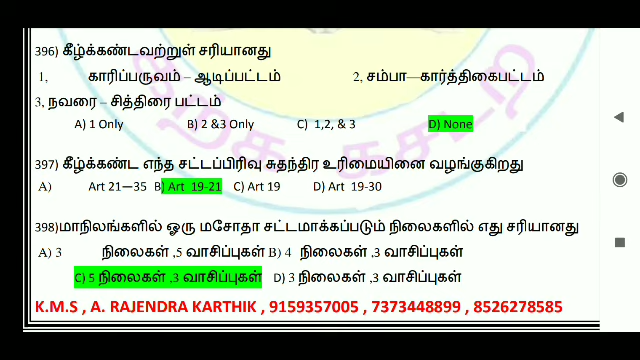 396) கீழ்க்கண்டவற்றுள் சரியானது
1, காரிப்பருவம் – ஆடிப்பட்டம் 2, சம்பா—கார்த்திகைபட்டம்
3, நவரை – சித்திரை பட்டம்
A) 1 Only B) 2 &3 Only C) 1,2, & 3 D) None
397) கீழ்க்கண்ட எந்த சட்டப்பிரிவு சுதந்திர உரிமையினை வழங்குகிறது
A) Art 21—35 B) Art 19-21 C) Art 19 D) Art 19-30
398)மாநிலங்களில் ஓரு மசோதா சட்டமாக்கப்படும் நிலைகளில் எது சரியானது
A) 3 நிலைகள் ,5 வாசிப்புகள் B) 4 நிலைகள் ,3 வாசிப்புகள்
C) 5 நிலைகள் ,3 வாசிப்புகள் D) 3 நிலைகள் ,3 வாசிப்புகள்
K.M.S , A. RAJENDRA KARTHIK , 9159357005 , 7373448899 , 8526278585